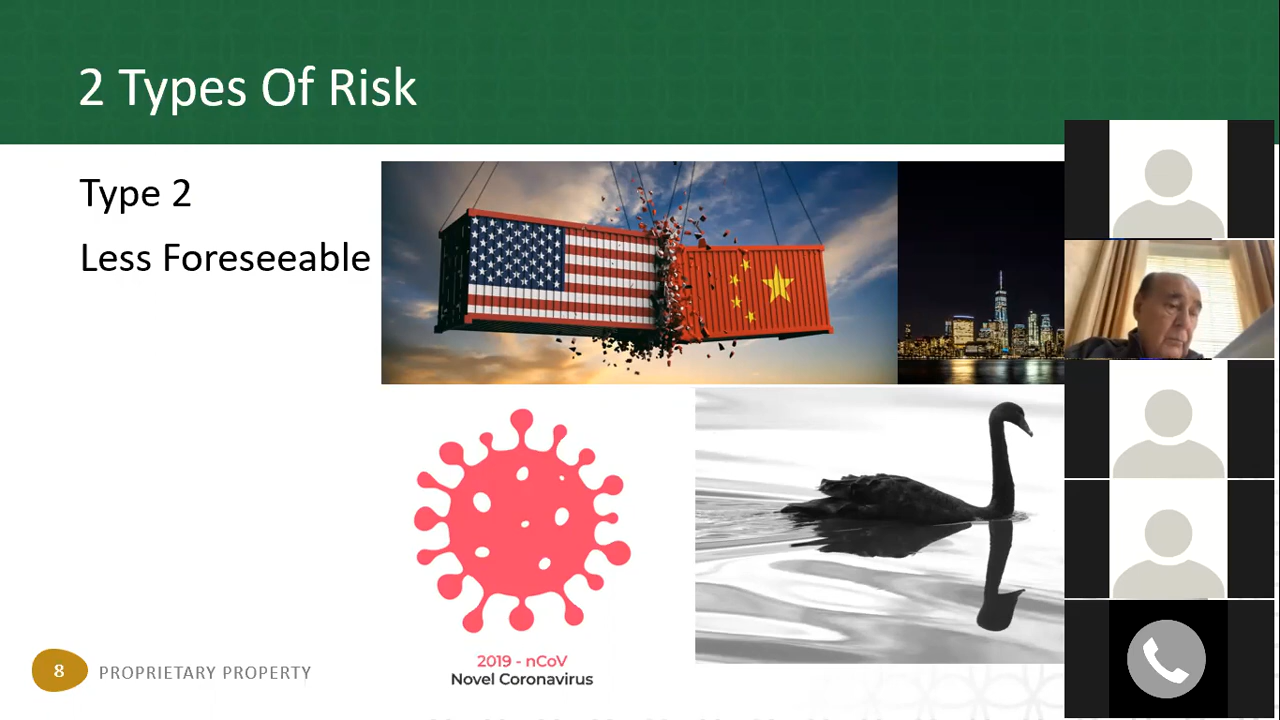 2 Types Of Risk
Type 2
Less Foreseeable
2019 - nCoV
Novel Coronavirus
8 PROPRIETARY PROPERTY